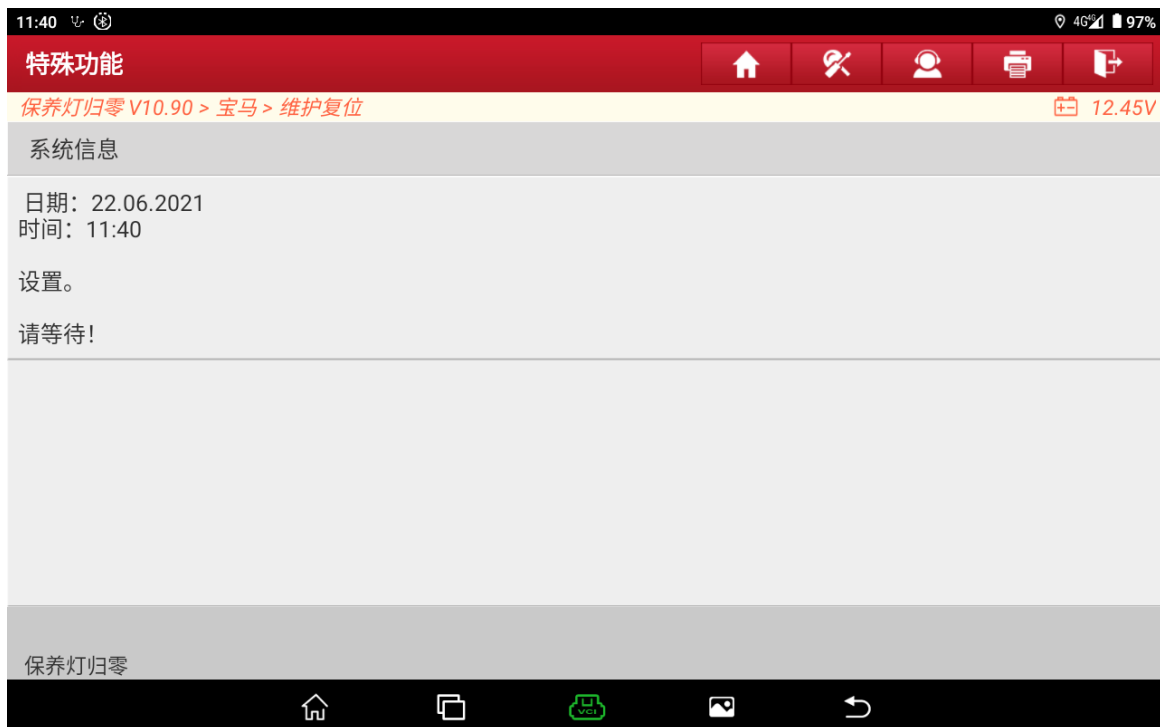 11:40
4G 4G 97%
特殊功能
保养灯归零 V10.90 > 宝马 > 维护复位
12.45V
系统信息
日期：22.06.2021
时间：11:40
设置。
请等待！
保养灯归零
VCI